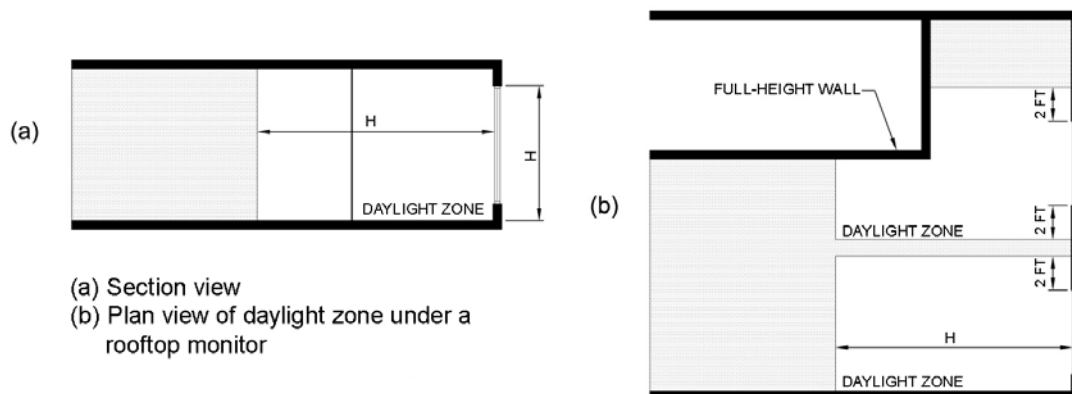 (a)
H
H
DAYLIGHT ZONE
(a) Section view
(b) Plan view of daylight zone under a
rooftop monitor
(b)
FULL-HEIGHT WALL
2 FT
2 FT
DAYLIGHT ZONE
2 FT
H
DAYLIGHT ZONE